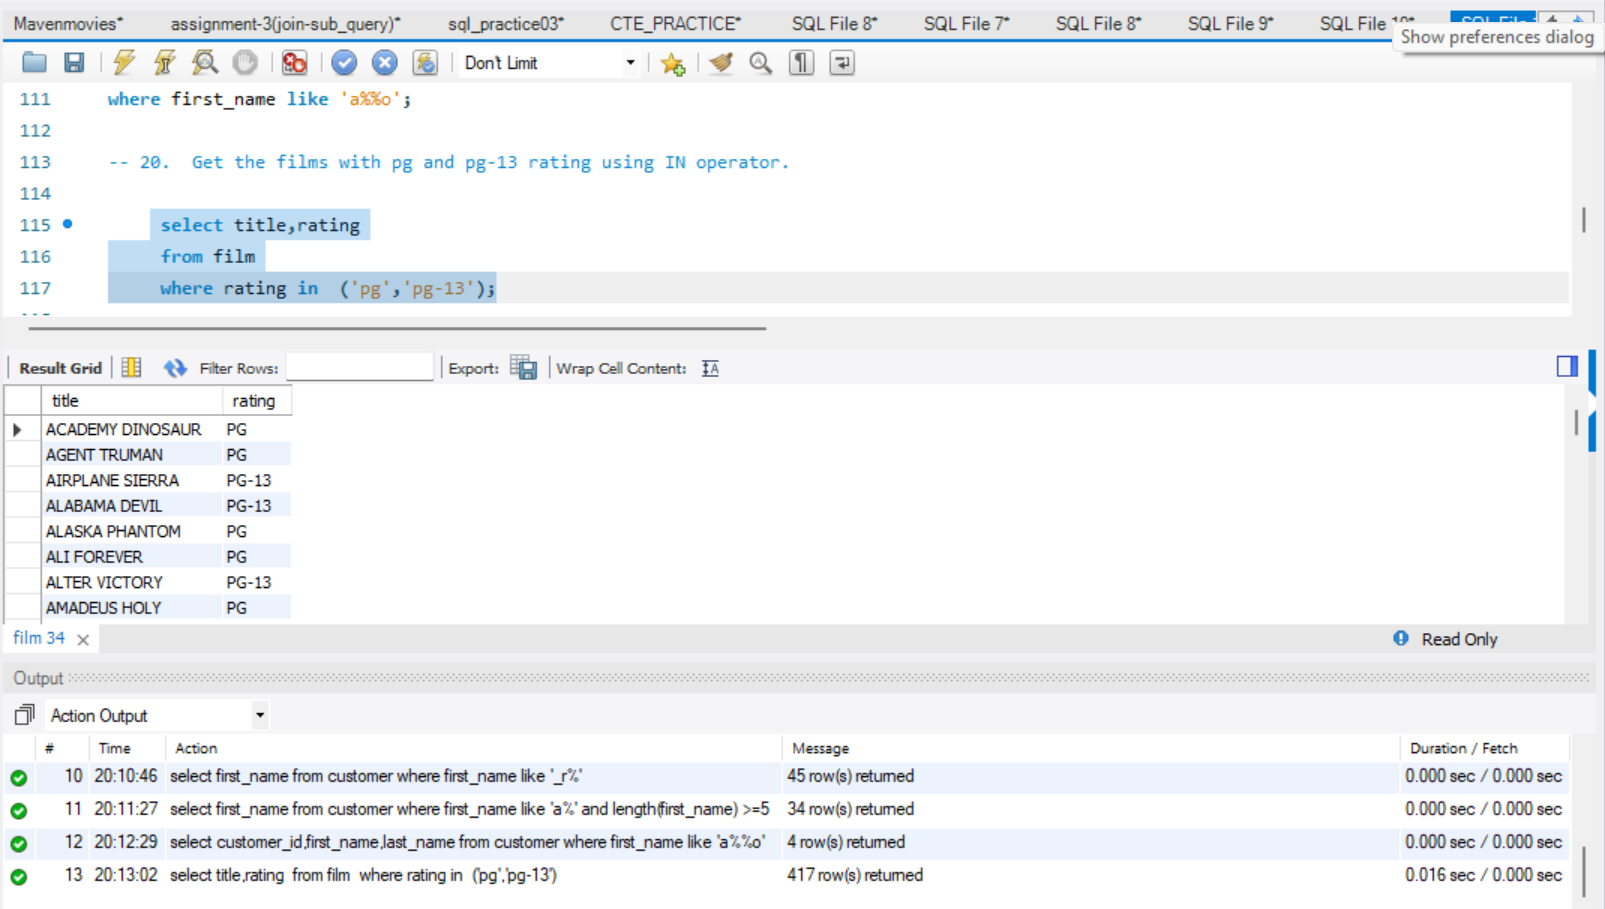 Mavenmovies* assignment-3(join-sub_query)* sql_practice03* CTE_PRACTICE* SQL File 8* SQL File 7* SQL File 8* SQL File 9* SQL File
Show preferences dialog
Don't Limit
111 where first_name like 'a%%o';
112
113 -- 20. Get the films with pg and pg-13 rating using IN operator.
114
115 select title,rating
116 from film
117 where rating in ('pg','pg-13');
Result Grid Filter Rows: Export: Wrap Cell Content:
title rating
ACADEMY DINOSAUR PG
AGENT TRUMAN PG
AIRPLANE SIERRA PG-13
ALABAMA DEVIL PG-13
ALASKA PHANTOM PG
ALI FOREVER PG
ALTER VICTORY PG-13
AMADEUS HOLY PG
film 34 Read Only
Output
Action Output
# Time Action Message Duration / Fetch
10 20:10:46 select first_name from customer where first_name like '_r%' 45 row(s) returned 0.000 sec / 0.000 sec
11 20:11:27 select first_name from customer where first_name like 'a%' and length(first_name) >=5 34 row(s) returned 0.000 sec / 0.000 sec
12 20:12:29 select customer_id,first_name,last_name from customer where first_name like 'a%%o' 4 row(s) returned 0.000 sec / 0.000 sec
13 20:13:02 select title,rating from film where rating in ('pg','pg-13') 417 row(s) returned 0.016 sec / 0.000 sec